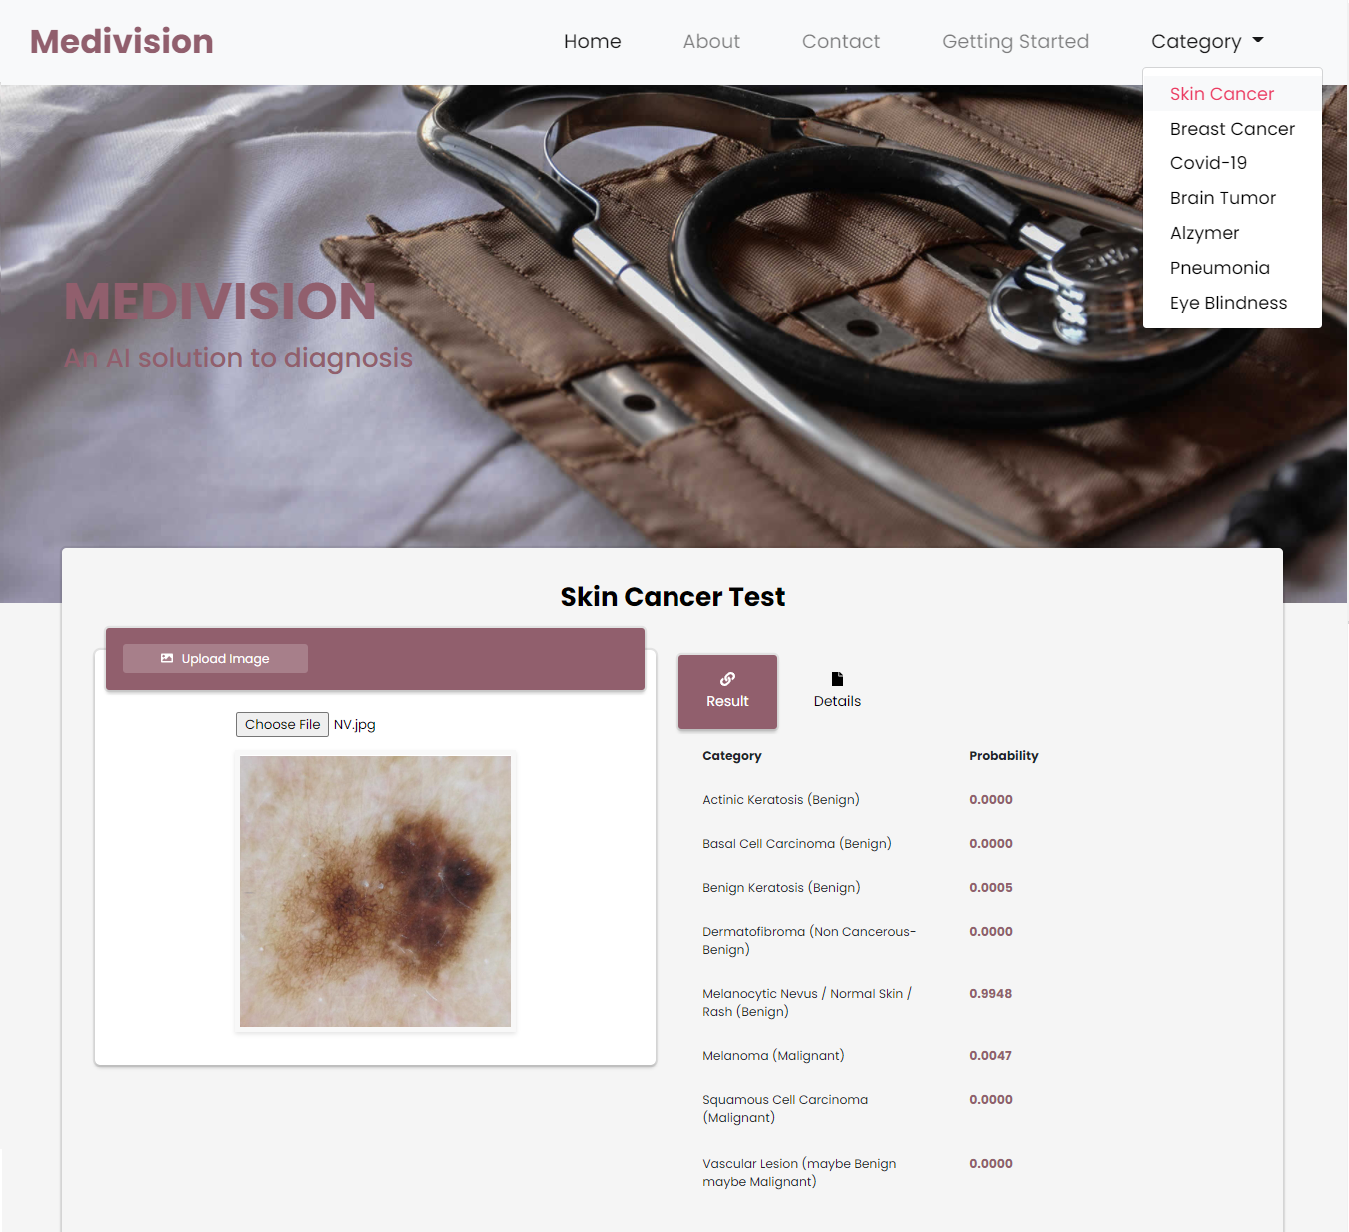 Medivision
Home About Contact Getting Started Category
Skin Cancer
Breast Cancer
Covid-19
Brain Tumor
Alzymer
Pneumonia
Eye Blindness
MEDIVISION
An AI solution to diagnosis
Skin Cancer Test
Upload Image
Choose File NV.jpg
Result
Details
Category Probability
Actinic Keratosis (Benign) 0.0000
Basal Cell Carcinoma (Benign) 0.0000
Benign Keratosis (Benign) 0.0005
Dermatofibroma (Non Cancerous- 0.0000
Benign)
Melanocytic Nevus / Normal Skin / 0.9948
Rash (Benign)
Melanoma (Malignant) 0.0047
Squamous Cell Carcinoma 0.0000
(Malignant)
Vascular Lesion (maybe Benign 0.0000
maybe Malignant)